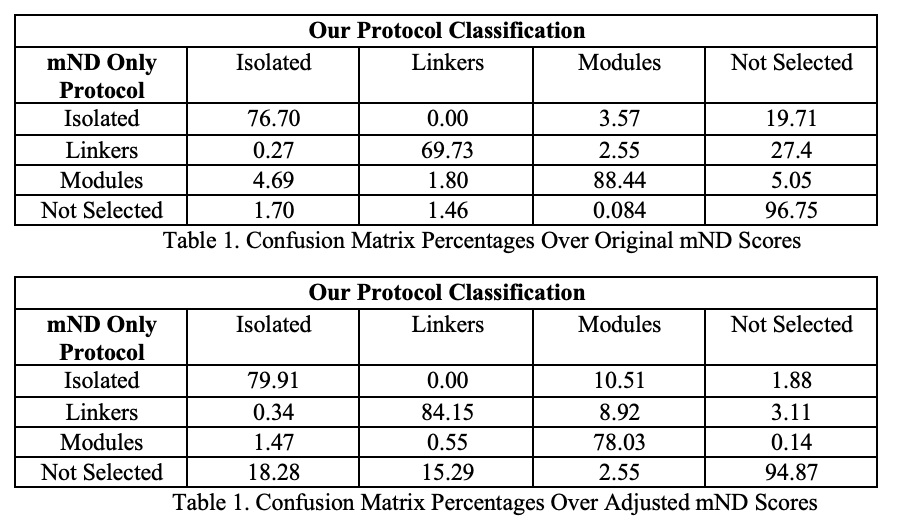 Our Protocol Classification
mND Only Protocol Isolated Linkers Modules Not Selected
Isolated 76.70 0.00 3.57 19.71
Linkers 0.27 69.73 2.55 27.4
Modules 4.69 1.80 88.44 5.05
Not Selected 1.70 1.46 0.084 96.75
Table 1. Confusion Matrix Percentages Over Original mND Scores
Our Protocol Classification
mND Only Protocol Isolated Linkers Modules Not Selected
Isolated 79.91 0.00 10.51 1.88
Linkers 0.34 84.15 8.92 3.11
Modules 1.47 0.55 78.03 0.14
Not Selected 18.28 15.29 2.55 94.87
Table 1. Confusion Matrix Percentages Over Adjusted mND Scores